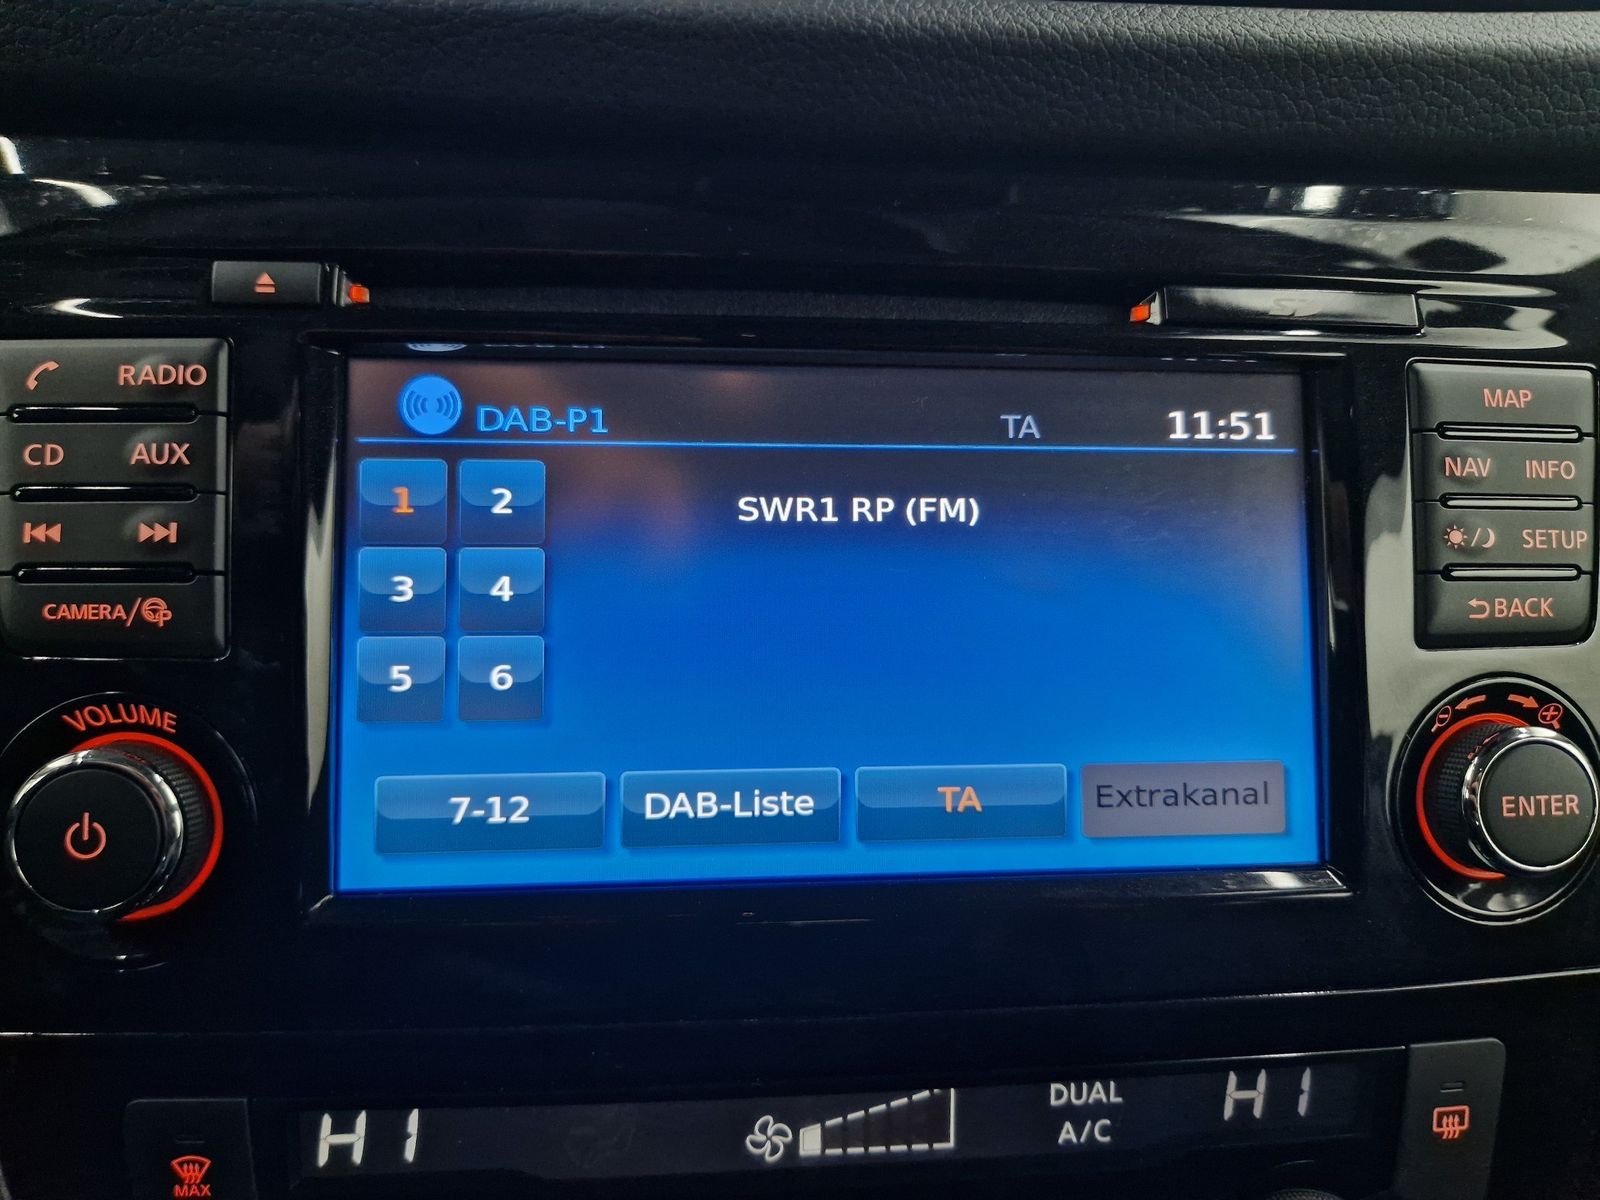 RADIO
CD AUX
CAMERA/
VOLUME
DAB-P1 TA 11:51
1 2
SWR1 RP (FM)
3 4
5 6
7-12 DAB-Liste TA Extrakanal
MAP
NAV INFO
SETUP
BACK
ENTER
HI DUAL HI
A/C
MAX